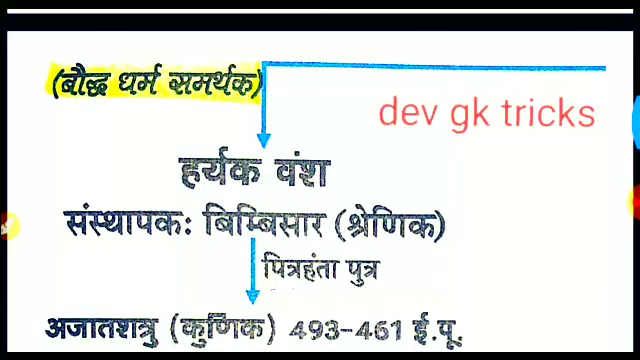 (बौद्ध धर्म समर्थक)
dev gk tricks
हर्यक वंश
संस्थापक: बिम्बिसार (श्रेणिक)
पित्रहंता पुत्र
अजातशत्रु (कुणिक) 493-461 ई.पू.